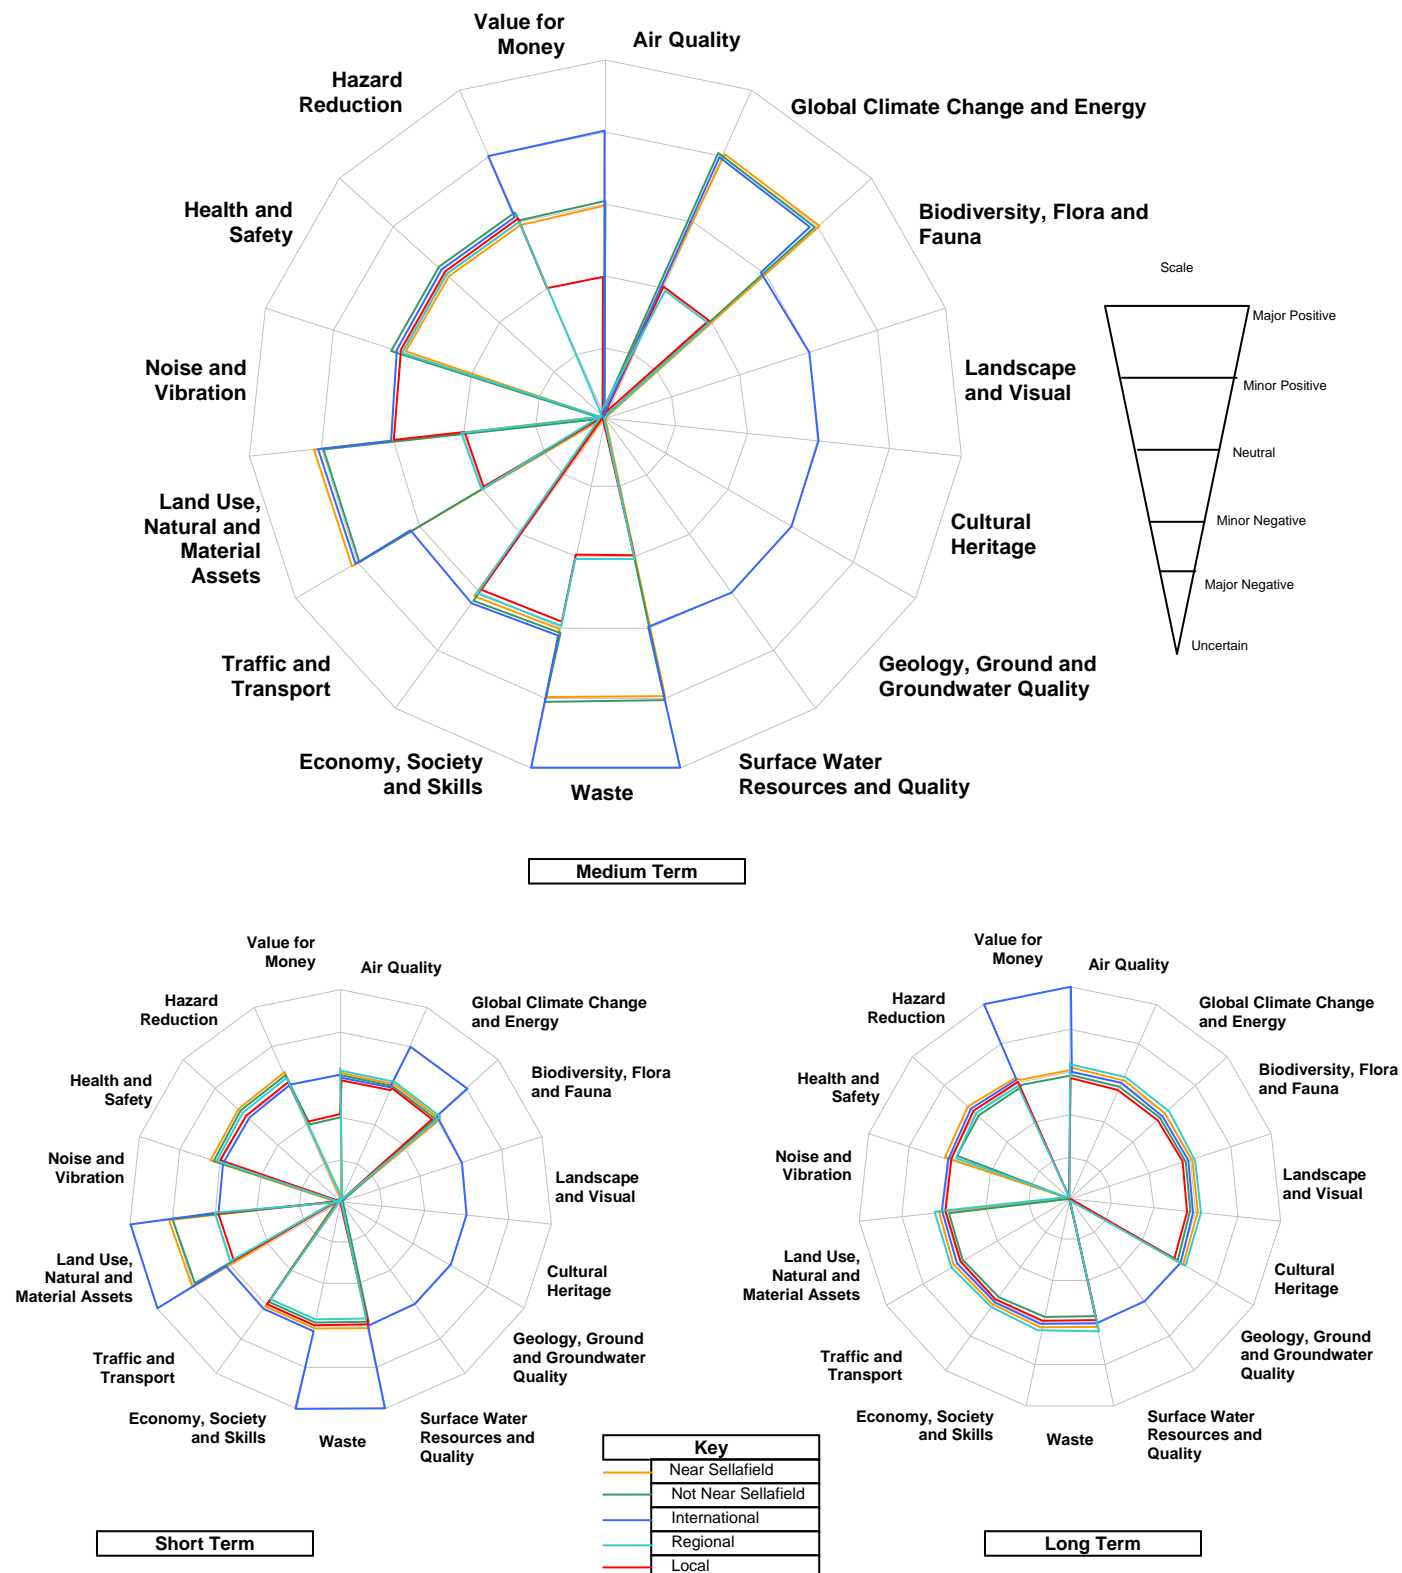 Value for
Money
Air Quality
Hazard
Reduction
Global Climate Change and Energy
Health and
Safety
Biodiversity, Flora and
Fauna
Noise and
Vibration
Landscape
and Visual
Land Use,
Natural and
Material
Assets
Cultural
Heritage
Traffic and
Transport
Geology, Ground and
Groundwater Quality
Economy, Society
and Skills
Waste
Surface Water
Resources and Quality
Scale
Major Positive
Minor Positive
Neutral
Minor Negative
Major Negative
Uncertain
Medium Term
Value for
Money
Air Quality
Hazard
Reduction
Global Climate Change
and Energy
Health and
Safety
Biodiversity, Flora
and Fauna
Noise and
Vibration
Landscape
and Visual
Land Use,
Natural and
Material Assets
Cultural
Heritage
Traffic and
Transport
Geology, Ground
and Groundwater
Quality
Economy, Society
and Skills
Waste
Surface Water
Resources and
Quality
Short Term
Value for
Money
Air Quality
Hazard
Reduction
Global Climate Change
and Energy
Health and
Safety
Biodiversity, Flora
and Fauna
Noise and
Vibration
Landscape
and Visual
Land Use,
Natural and
Material Assets
Cultural
Heritage
Traffic and
Transport
Geology, Ground
and Groundwater
Quality
Economy, Society
and Skills
Waste
Surface Water
Resources and
Quality
Long Term
Key
Near Sellafield
Not Near Sellafield
International
Regional
Local